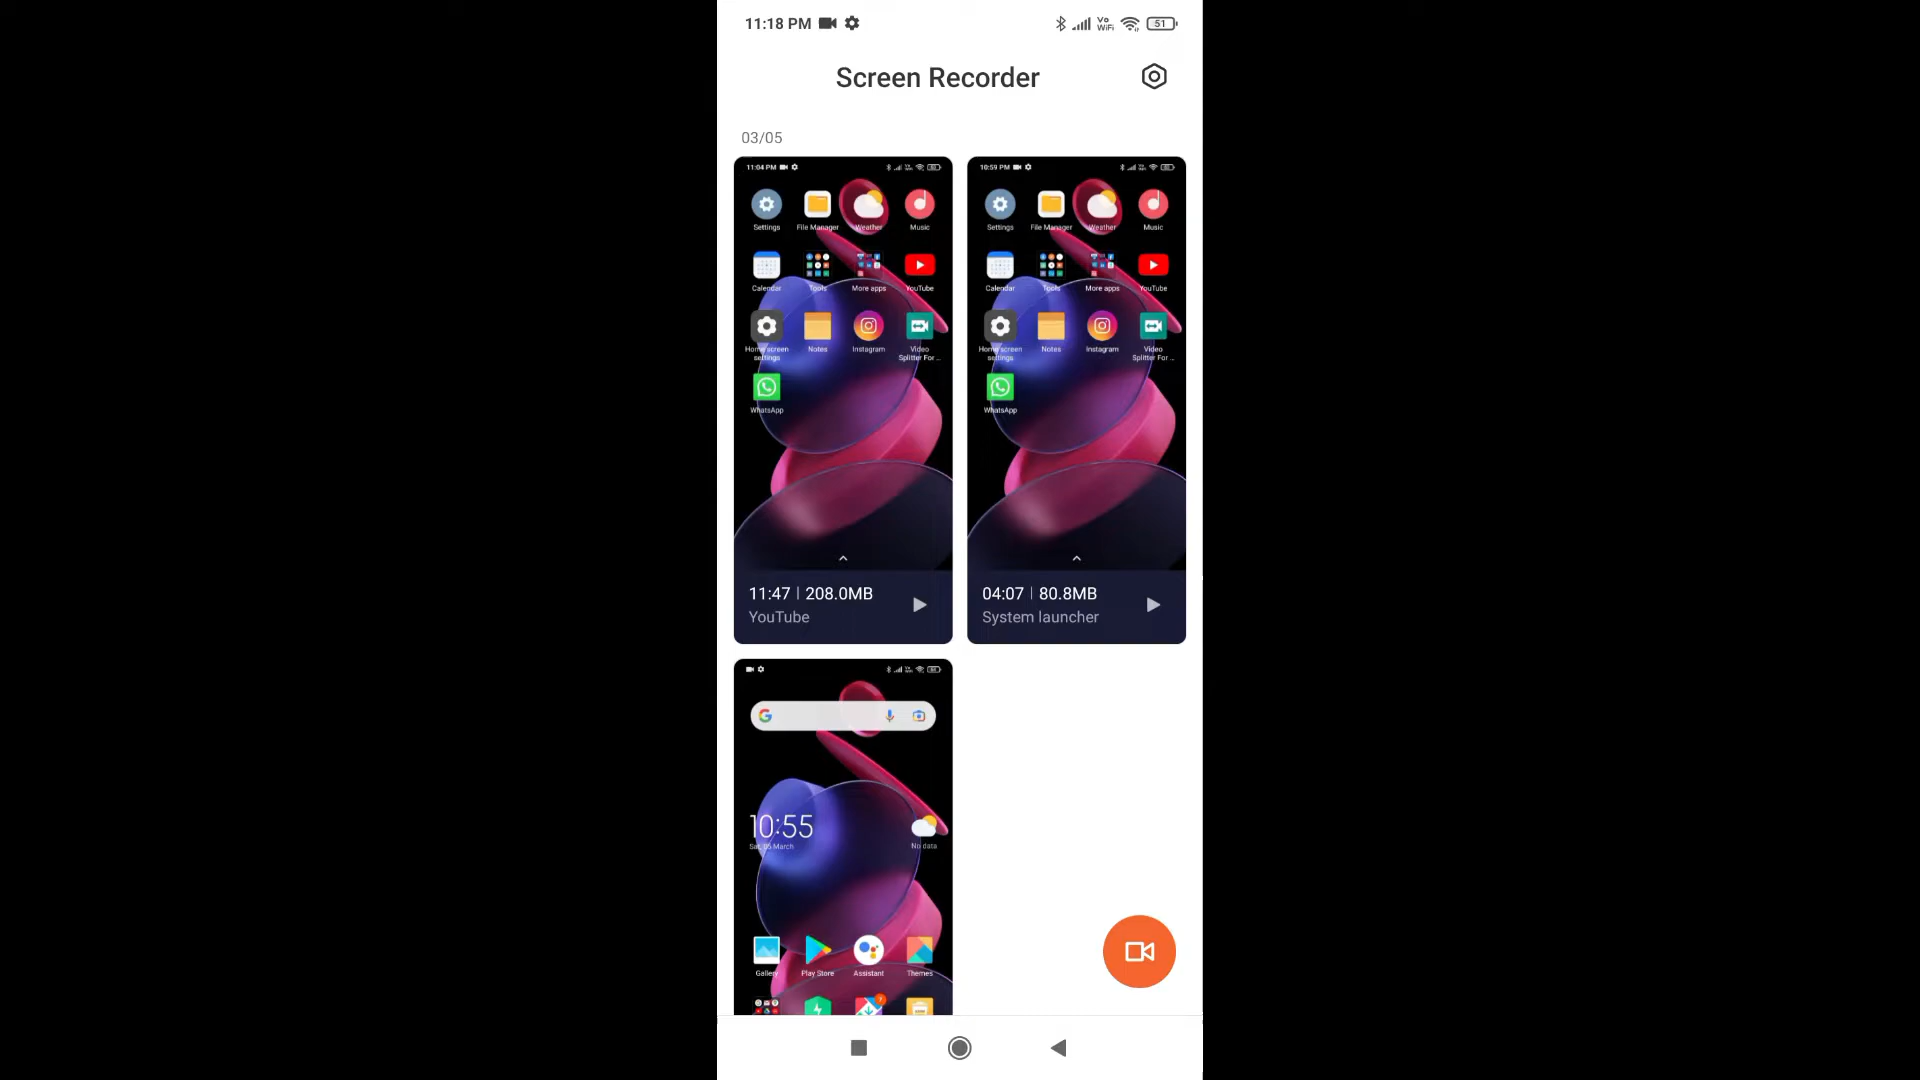 11:18 PM
Vo WiFi
51
Screen Recorder
03/05
11:04 PM
Settings File Manager Weather Music
Calendar Tools More apps YouTube
Home screen settings Notes Instagram Video Splitter For ...
WhatsApp
11:47 | 208.0MB
YouTube
10:59 PM
Settings File Manager Weather Music
Calendar Tools More apps YouTube
Home screen settings Notes Instagram Video Splitter For ...
WhatsApp
04:07 | 80.8MB
System launcher
10:55
Sat, 05 March
No data
Gallery Play Store Assistant Themes